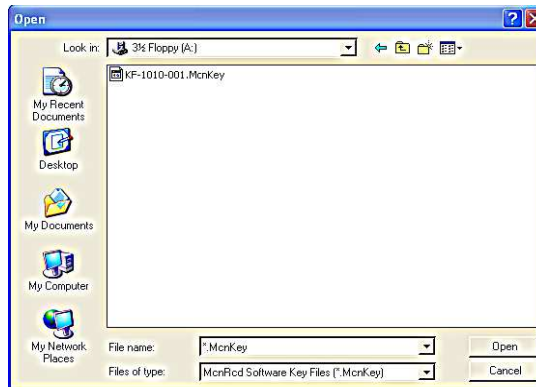 Open
Look in:
3½ Floppy (A:)
KF-1010-001.McnKey
My Recent
Documents
Desktop
My Documents
My Computer
My Network
Places
File name:
*.McnKey
Open
Files of type:
McnRcd Software Key Files (*.McnKey)
Cancel